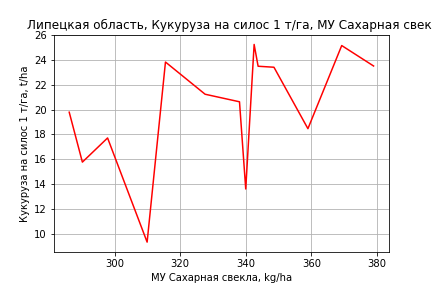 Липецкая область, Кукуруза на силос 1 т/га, МУ Сахарная свек
26
24
22
20
18
16
14
12
10
Кукуруза на силос 1 т/га, t/ha
300 320 340 360 380
МУ Сахарная свекла, kg/ha